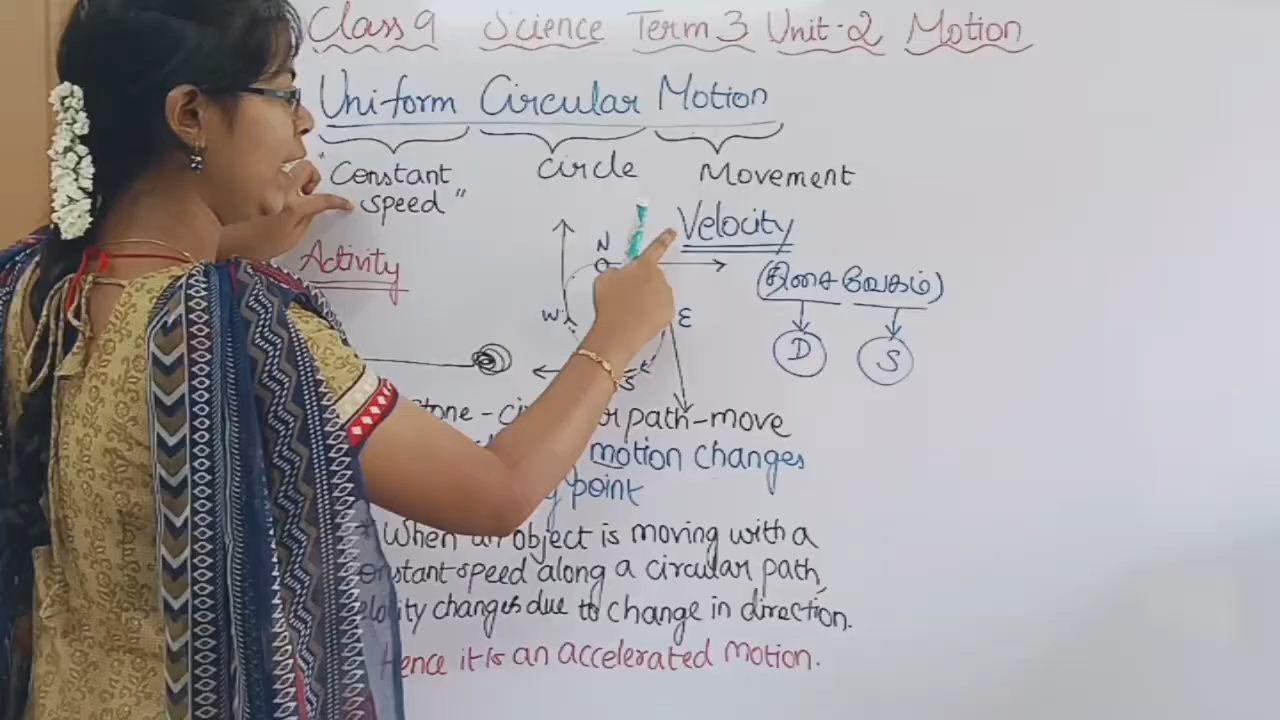 Class 9 Science Term 3 Unit-2 Motion
Uniform Circular Motion
"Constant speed"
circle
Movement
Velocity
(திசை வேகம்)
D S
Activity
N
W
E
S
path-move
motion changes
point
When an object is moving with a
constant speed along a circular path,
changes due to change in direction.
Hence it is an accelerated motion.